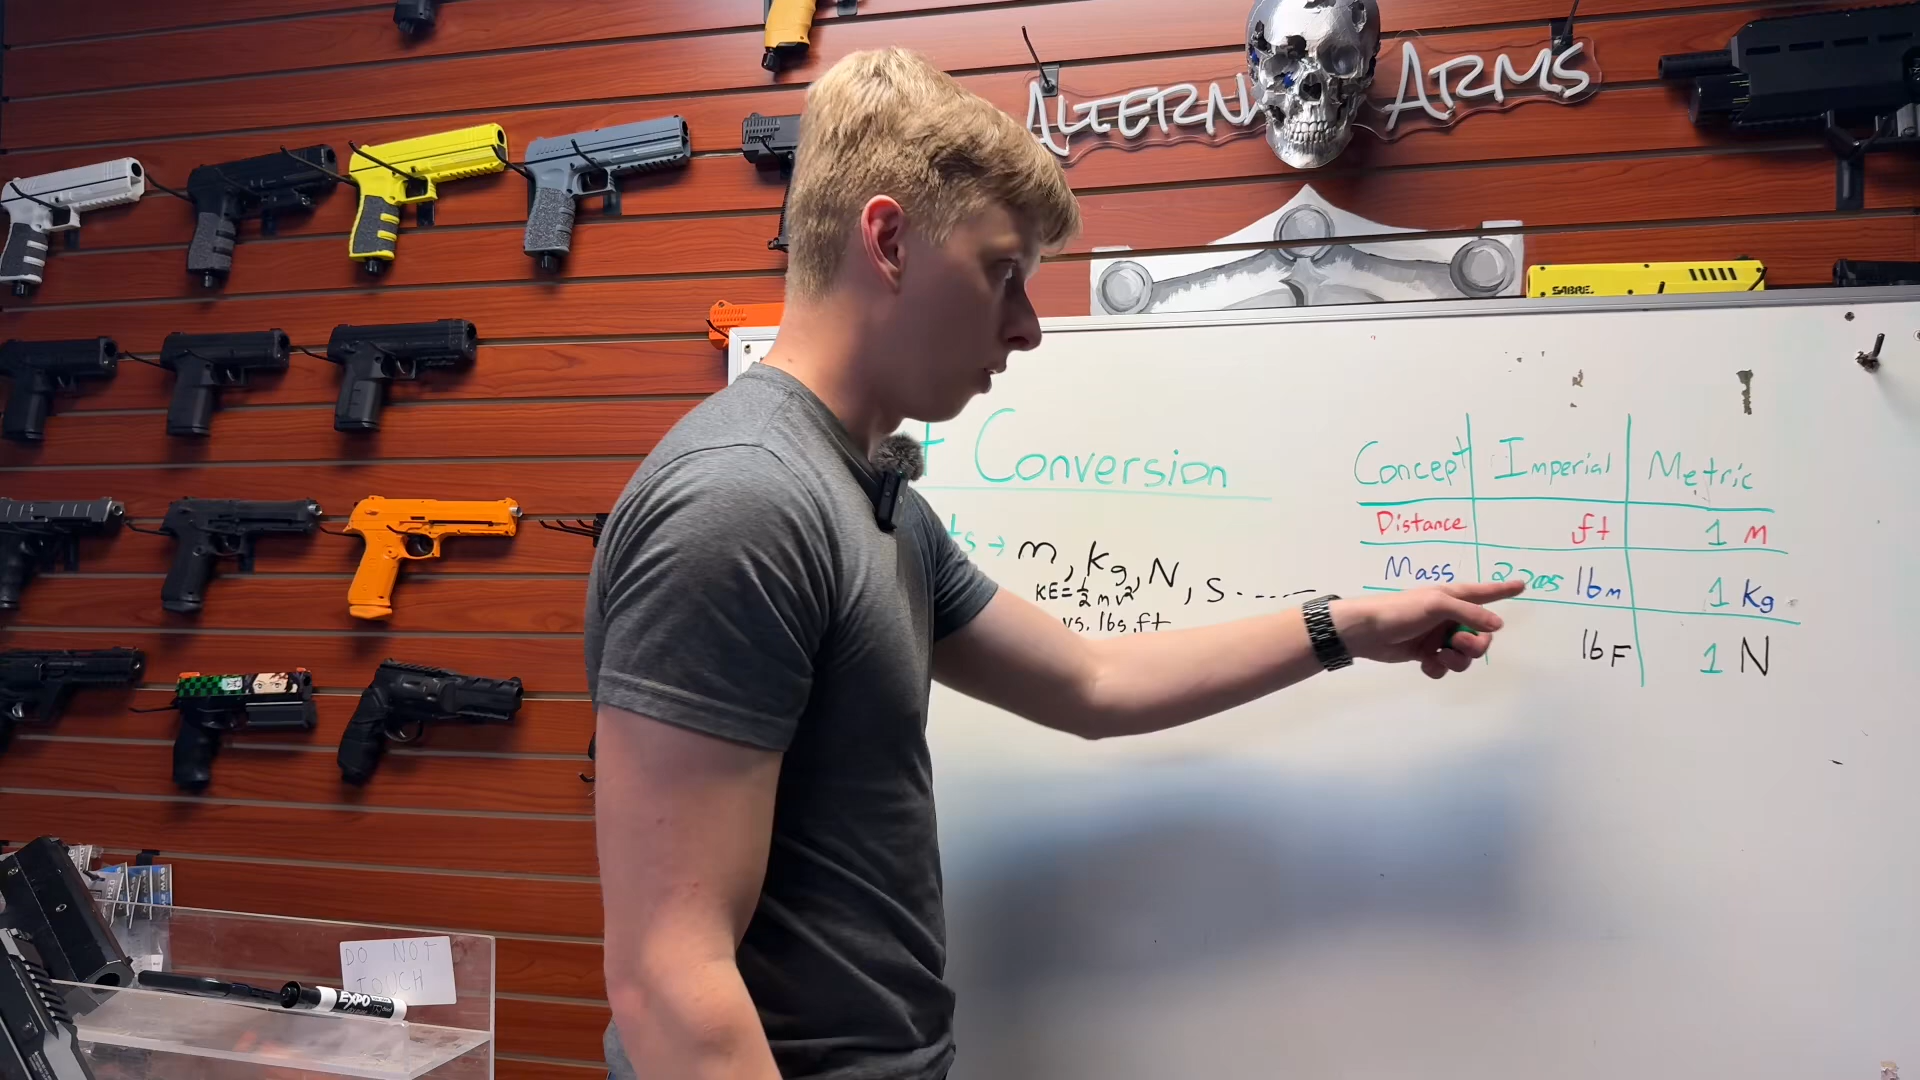 ALTERN ARMS
SABRE.
t Conversion
ts → m, kg, N, s.
KE=½mv²
vs. lbs, ft
Concept Imperial Metric
Distance ft 1 m
Mass lbm 1 kg
lbF 1 N
DO NOT
TOUCH
EXPO